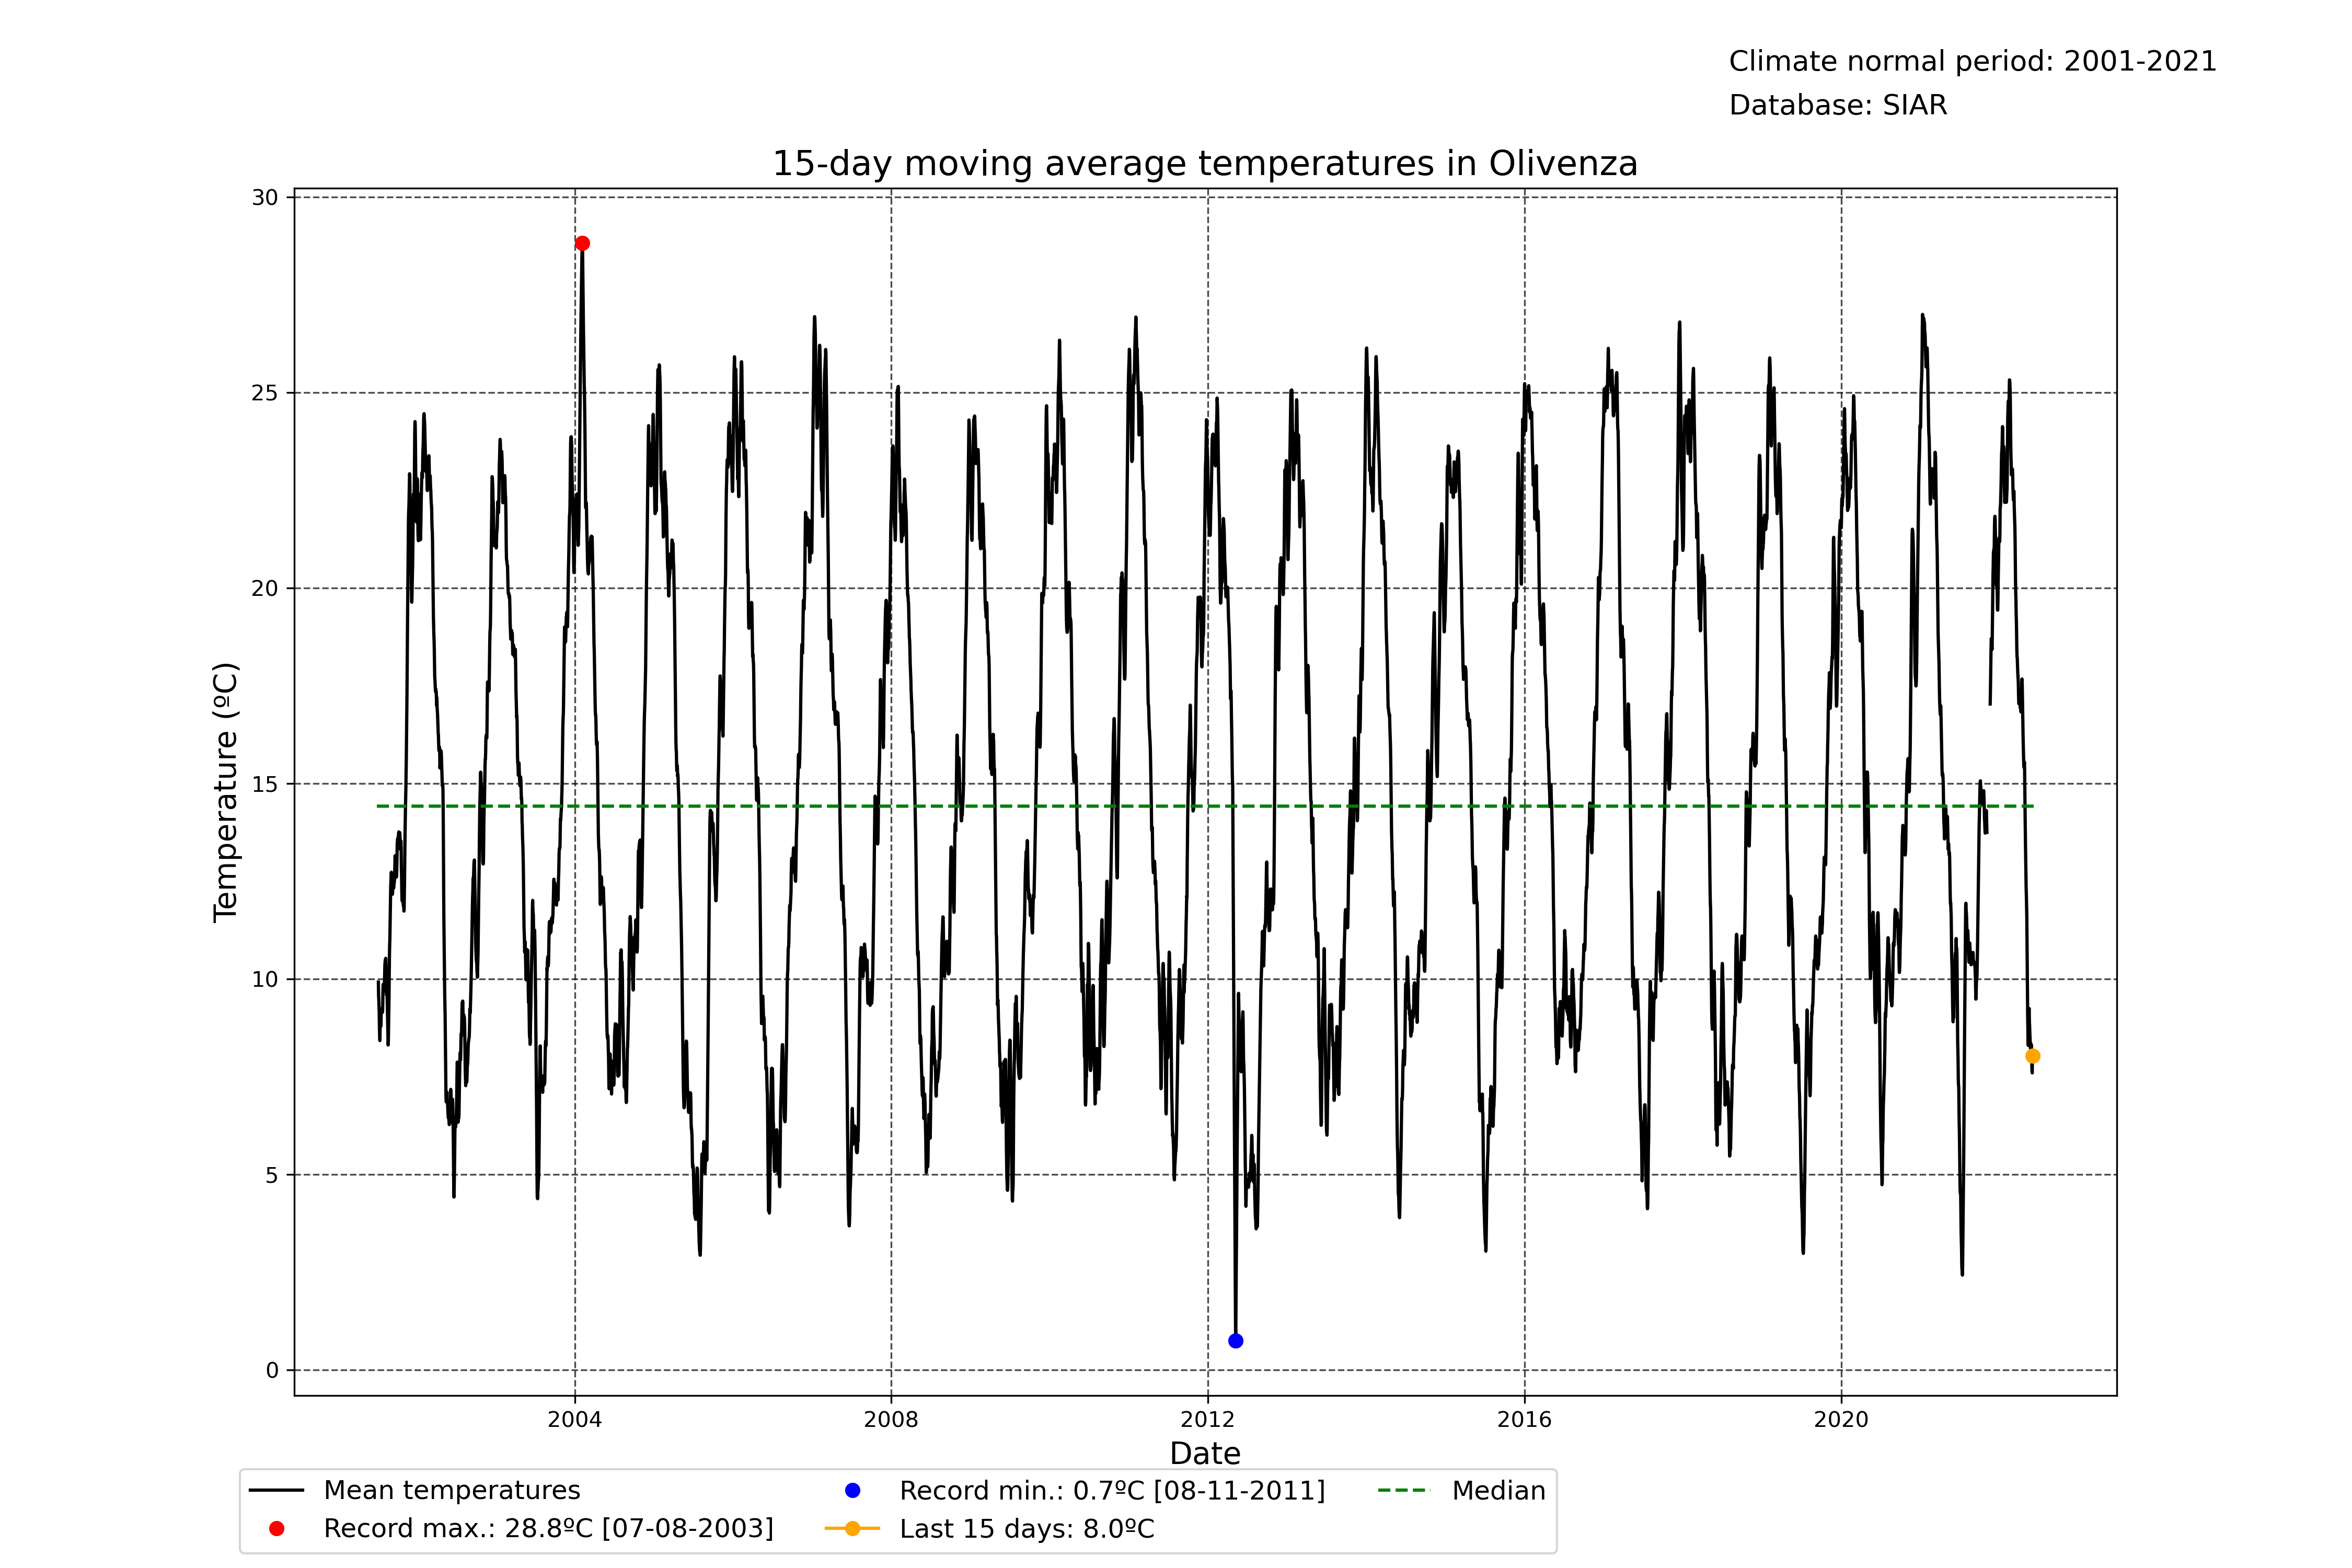 Climate normal period: 2001-2021
Database: SIAR
15-day moving average temperatures in Olivenza
30
25
20
15
10
5
0
Temperature (ºC)
2004 2008 2012 2016 2020
Date
Mean temperatures
Record max.: 28.8ºC [07-08-2003]
Record min.: 0.7ºC [08-11-2011]
Last 15 days: 8.0ºC
Median